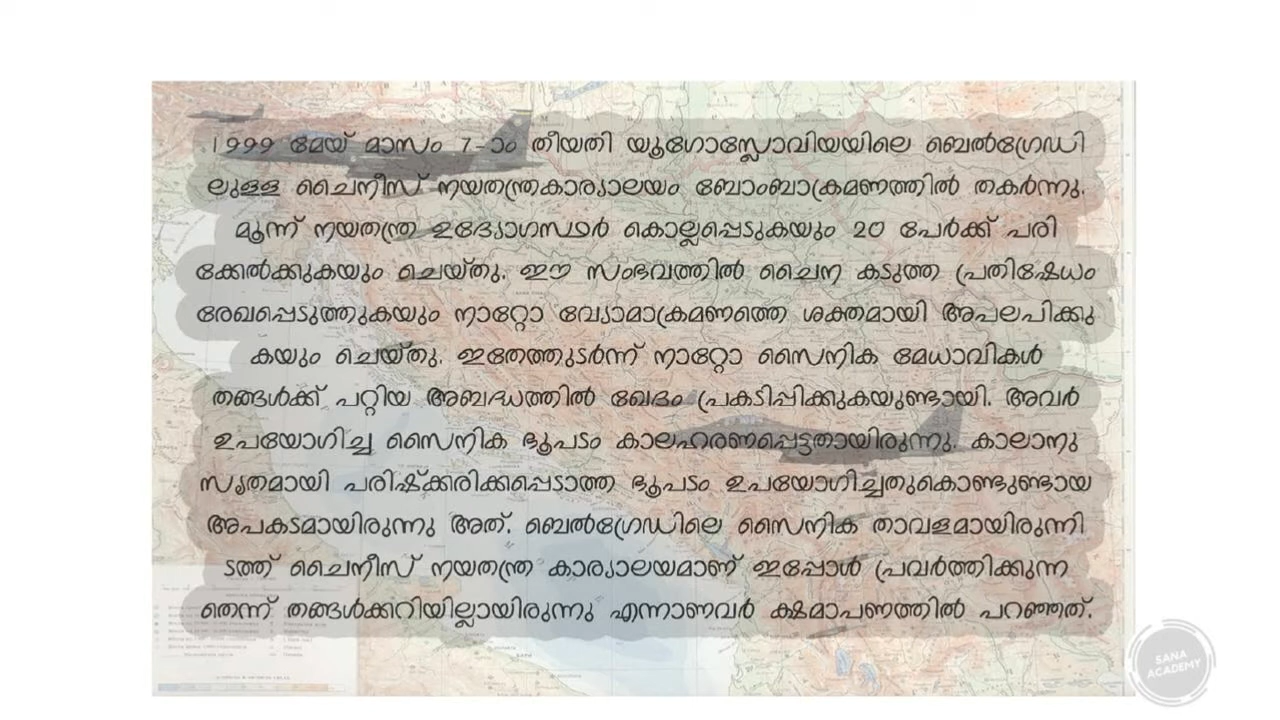 1999 മേയ് മാസം 7-ാം തീയതി യൂഗോസ്ലോവിയയിലെ ബെൽഗ്രേഡി
ലുളള ചൈനീസ് നയതന്ത്രകാര്യാലയം ബോംബാക്രമണത്തിൽ തകർന്നു.
മൂന്ന് നയതന്ത്ര ഉദ്യോഗസ്ഥർ കൊല്ലപ്പെടുകയും 20 പേർക്ക് പരി
ക്കേൽക്കുകയും ചെയ്തു. ഈ സംഭവത്തിൽ ചൈന കടുത്ത പ്രതിഷേധം
രേഖപ്പെടുത്തുകയും നാറ്റോ വ്യോമാക്രമണത്തെ ശക്തമായി അപലപിക്കു
കയും ചെയ്തു. ഇതേത്തുടർന്ന് നാറ്റോ സൈനിക മേധാവികൾ
തങ്ങൾക്ക് പറ്റിയ അബദ്ധത്തിൽ ഖേദം പ്രകടിപ്പിക്കുകയുണ്ടായി. അവർ
ഉപയോഗിച്ച സൈനിക ഭൂപടം കാലഹരണപ്പെട്ടതായിരുന്നു. കാലാനു
സൃതമായി പരിഷ്ക്കരിക്കപ്പെടാത്ത ഭൂപടം ഉപയോഗിച്ചതുകൊണ്ടുണ്ടായ
അപകടമായിരുന്നു അത്. ബെൽഗ്രേഡിലെ സൈനിക താവളമായിരുന്നി
ടത്ത് ചൈനീസ് നയതന്ത്ര കാര്യാലയമാണ് ഇപ്പോൾ പ്രവർത്തിക്കുന്ന
തെന്ന് തങ്ങൾക്കറിയില്ലായിരുന്നു എന്നാണവർ ക്ഷമാപണത്തിൽ പറഞ്ഞത്.
SANA
ACADEMY